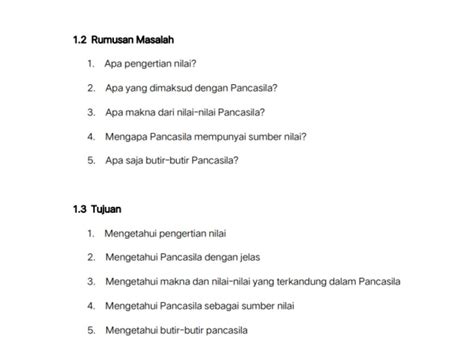 1.2 Rumusan Masalah
1. Apa pengertian nilai?
2. Apa yang dimaksud dengan Pancasila?
3. Apa makna dari nilai-nilai Pancasila?
4. Mengapa Pancasila mempunyai sumber nilai?
5. Apa saja butir-butir Pancasila?
1.3 Tujuan
1. Mengetahui pengertian nilai
2. Mengetahui Pancasila dengan jelas
3. Mengetahui makna dan nilai-nilai yang terkandung dalam Pancasila
4. Mengetahui Pancasila sebagai sumber nilai
5. Mengetahui butir-butir pancasila